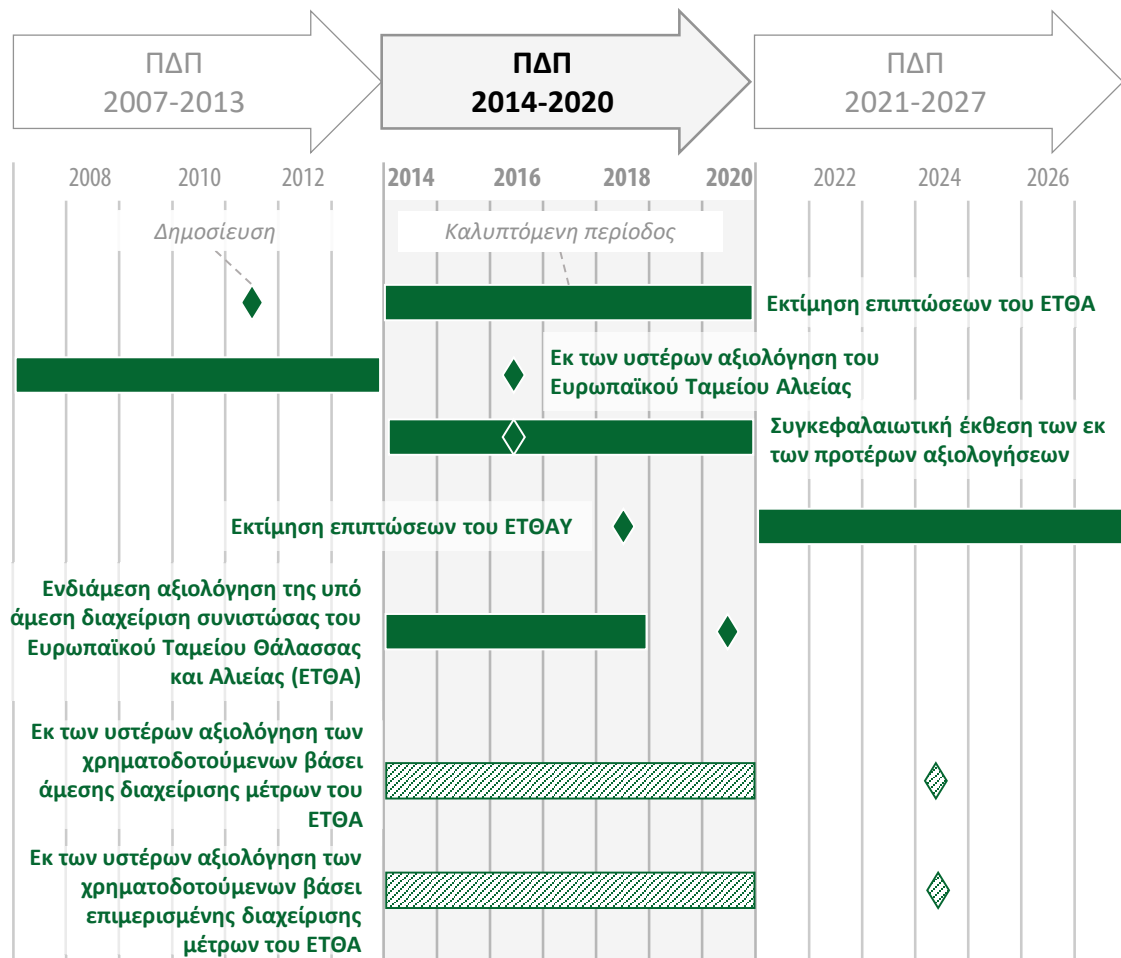 ΠΔΠ
2007-2013
ΠΔΠ
2014-2020
ΠΔΠ
2021-2027
2008 2010 2012 2014 2016 2018 2020 2022 2024 2026
Δημοσίευση
Καλυπτόμενη περίοδος
Εκτίμηση επιπτώσεων του ΕΤΘΑ
Εκ των υστέρων αξιολόγηση του
Ευρωπαϊκού Ταμείου Αλιείας
Συγκεφαλαιωτική έκθεση των εκ
των προτέρων αξιολογήσεων
Εκτίμηση επιπτώσεων του ΕΤΘΑΥ
Ενδιάμεση αξιολόγηση της υπό
άμεση διαχείριση συνιστώσας του
Ευρωπαϊκού Ταμείου Θάλασσας
και Αλιείας (ΕΤΘΑ)
Εκ των υστέρων αξιολόγηση των
χρηματοδοτούμενων βάσει
άμεσης διαχείρισης μέτρων του
ΕΤΘΑ
Εκ των υστέρων αξιολόγηση των
χρηματοδοτούμενων βάσει
επιμερισμένης διαχείρισης
μέτρων του ΕΤΘΑ